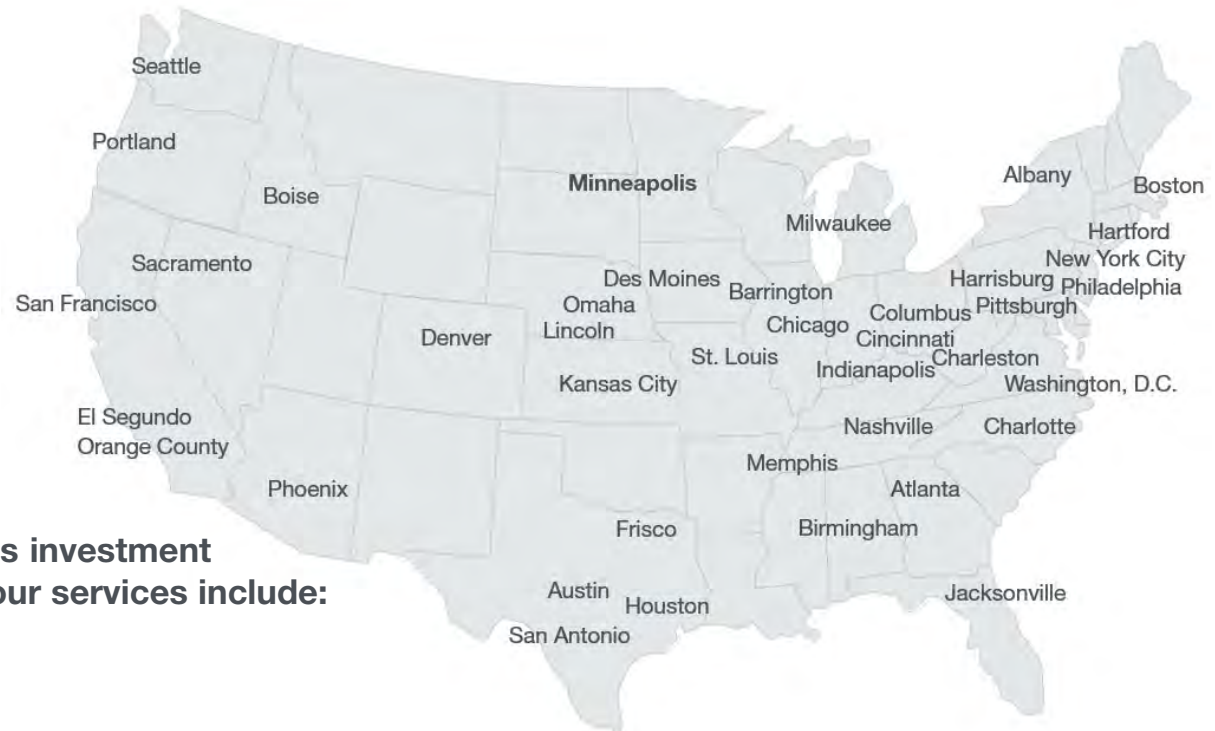 Seattle
Portland
Boise
Minneapolis
Albany
Boston
Milwaukee
Hartford
Sacramento
New York City
San Francisco
Des Moines
Barrington
Harrisburg
Philadelphia
Omaha
Columbus
Pittsburgh
Denver
Lincoln
Chicago
Cincinnati
St. Louis
Indianapolis
Charleston
Kansas City
Washington, D.C.
El Segundo
Orange County
Nashville
Charlotte
Memphis
Phoenix
Atlanta
Frisco
Birmingham
s investment
our services include:
Austin
Houston
Jacksonville
San Antonio